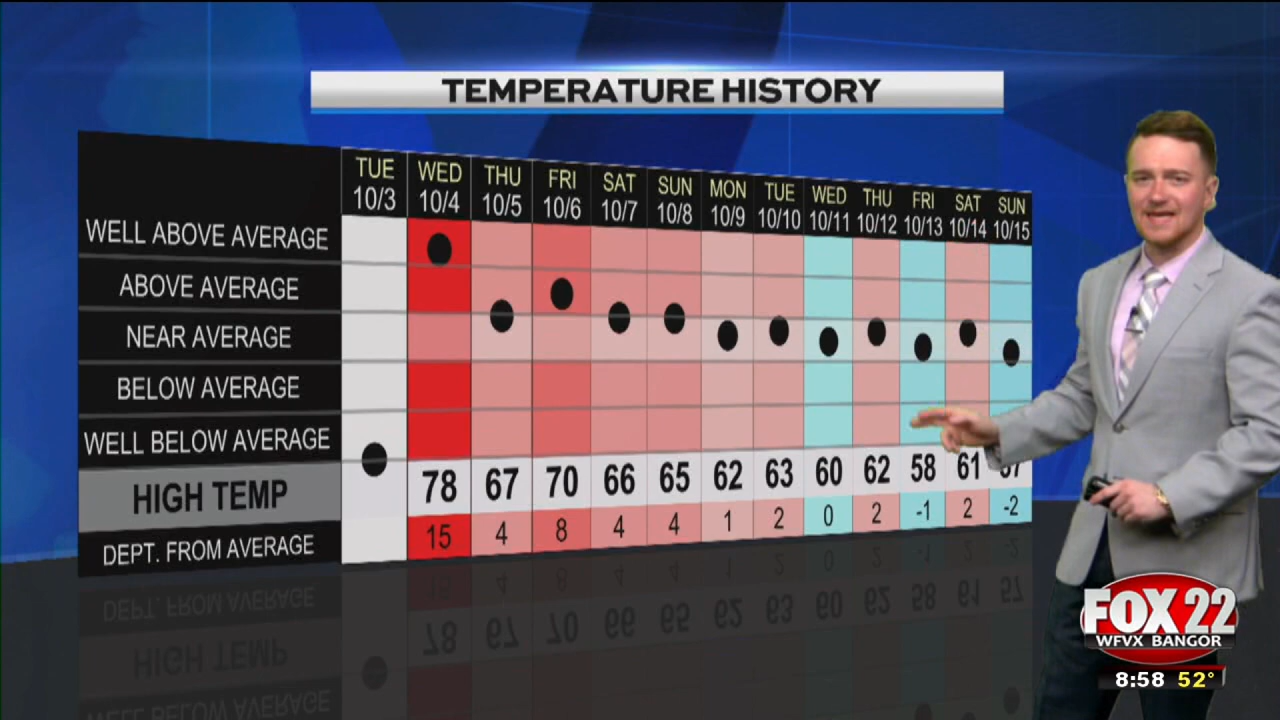 TEMPERATURE HISTORY
TUE WED THU FRI SAT SUN MON TUE WED THU FRI SAT SUN
10/3 10/4 10/5 10/6 10/7 10/8 10/9 10/10 10/11 10/12 10/13 10/14 10/15
WELL ABOVE AVERAGE
ABOVE AVERAGE
NEAR AVERAGE
BELOW AVERAGE
WELL BELOW AVERAGE
HIGH TEMP 78 67 70 66 65 62 63 60 62 58 61 57
DEPT. FROM AVERAGE 15 4 8 4 4 1 2 0 2 -1 2 -2
FOX 22
WFVX BANGOR
8:58 52°